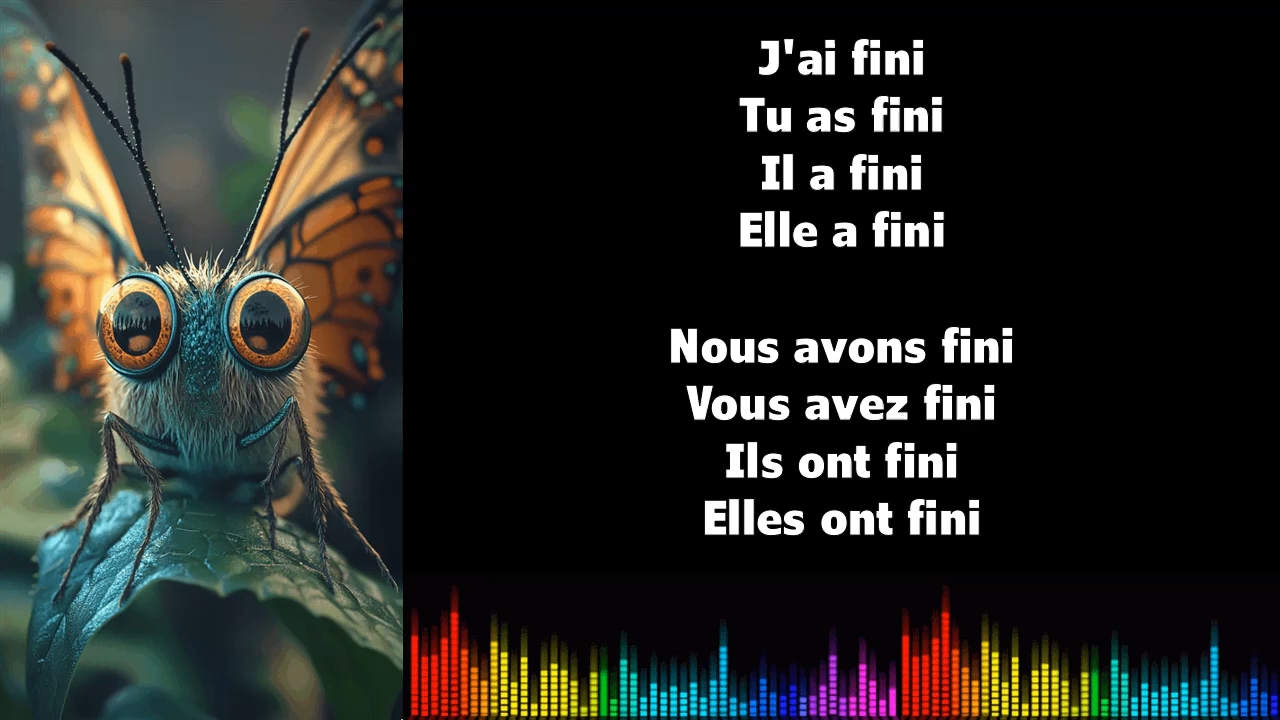 J'ai fini
Tu as fini
Il a fini
Elle a fini
Nous avons fini
Vous avez fini
Ils ont fini
Elles ont fini